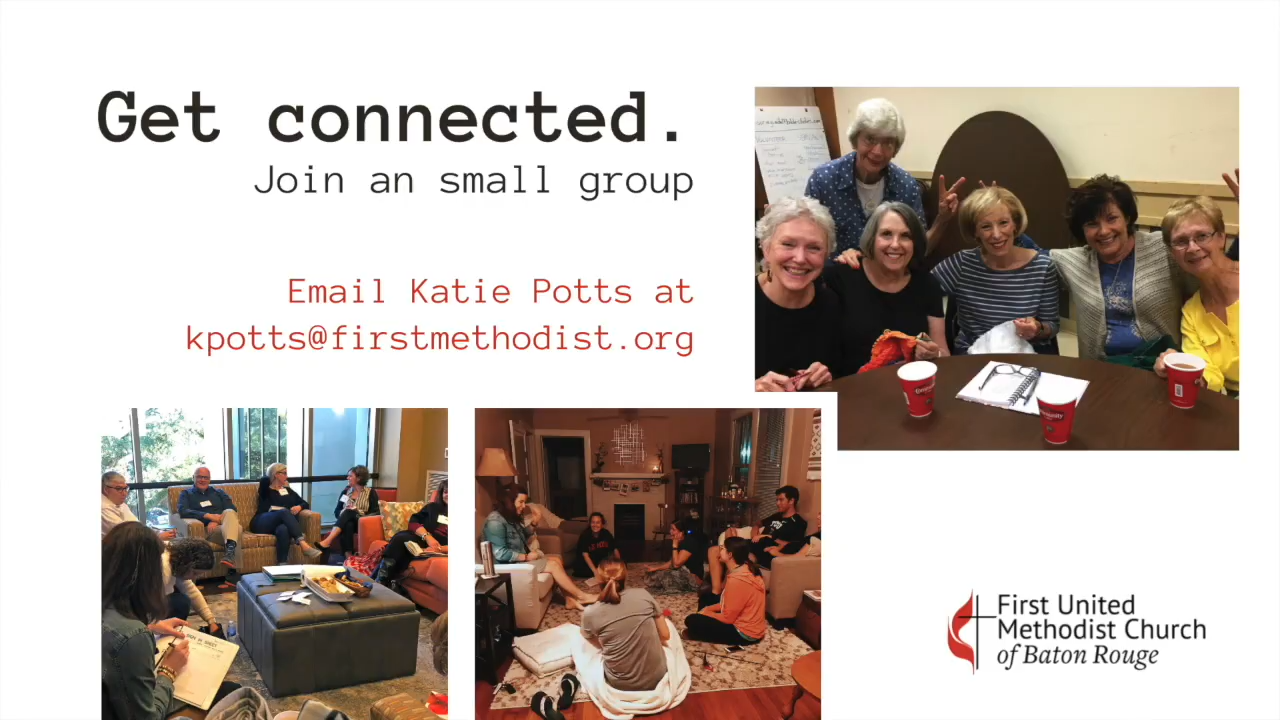 Get connected.
Join an small group
Email Katie Potts at
kpotts@firstmethodist.org
First United
Methodist Church
of Baton Rouge